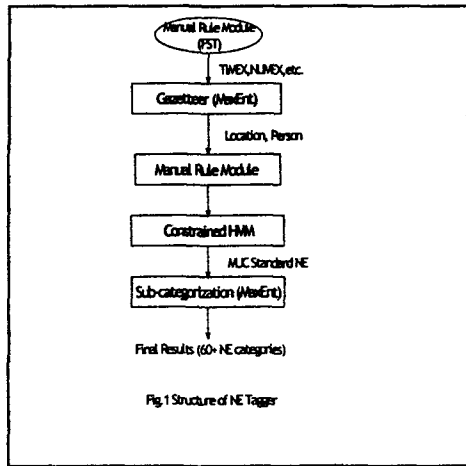 Manual Rule Module
(FST)
TIMEX, NUMEX, etc.
Gazetteer (MaxEnt.)
Location, Person
Manual Rule Module
Constrained HMM
MUC Standard NE
Sub-categorization (MaxEnt.)
Final Results (60+ NE categories)
Fig. 1 Structure of NE Tagger